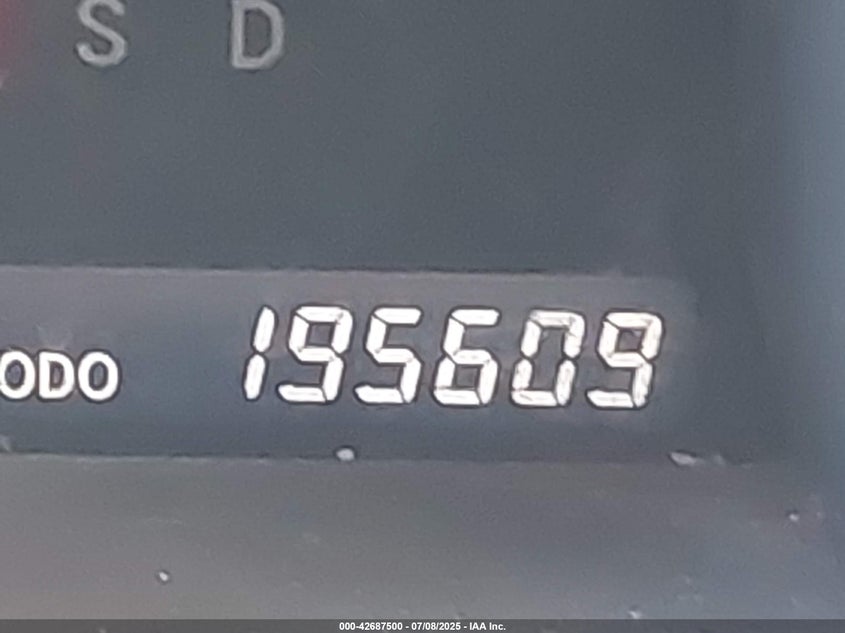 S D
ODO 195609
000-42687500 - 07/08/2025 - IAA Inc.